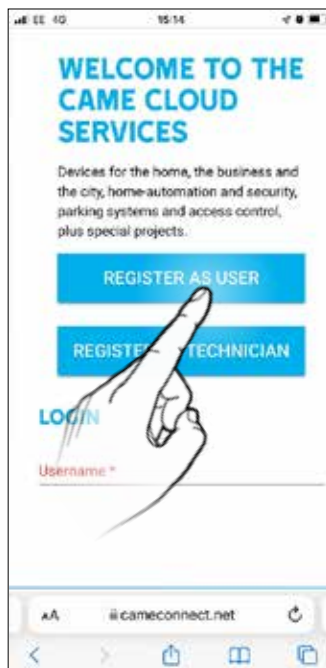 EE 4G 15:14
WELCOME TO THE
CAME CLOUD
SERVICES
Devices for the home, the business and
the city, home-automation and security,
parking systems and access control,
plus special projects.
REGISTER AS USER
REGISTER TECHNICIAN
LOGIN
Username *
AA cameconnect.net